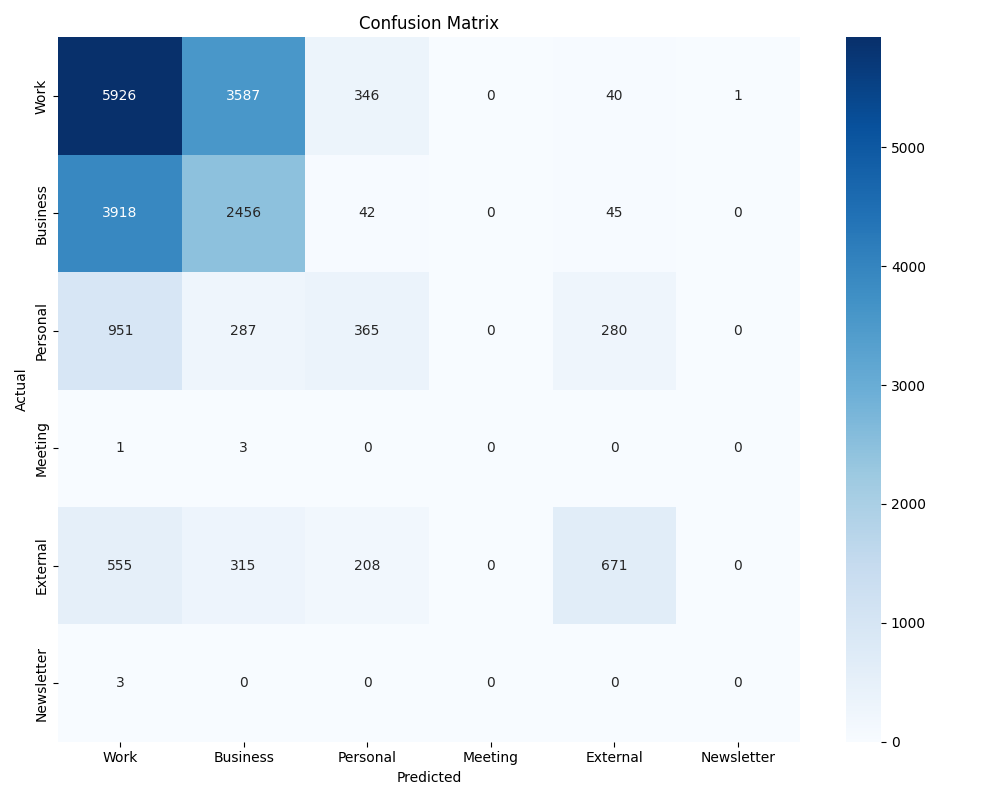 Confusion Matrix
Actual
Work 5926 3587 346 0 40 1
Business 3918 2456 42 0 45 0
Personal 951 287 365 0 280 0
Meeting 1 3 0 0 0 0
External 555 315 208 0 671 0
Newsletter 3 0 0 0 0 0
Work Business Personal Meeting External Newsletter
Predicted
5000
4000
3000
2000
1000
0